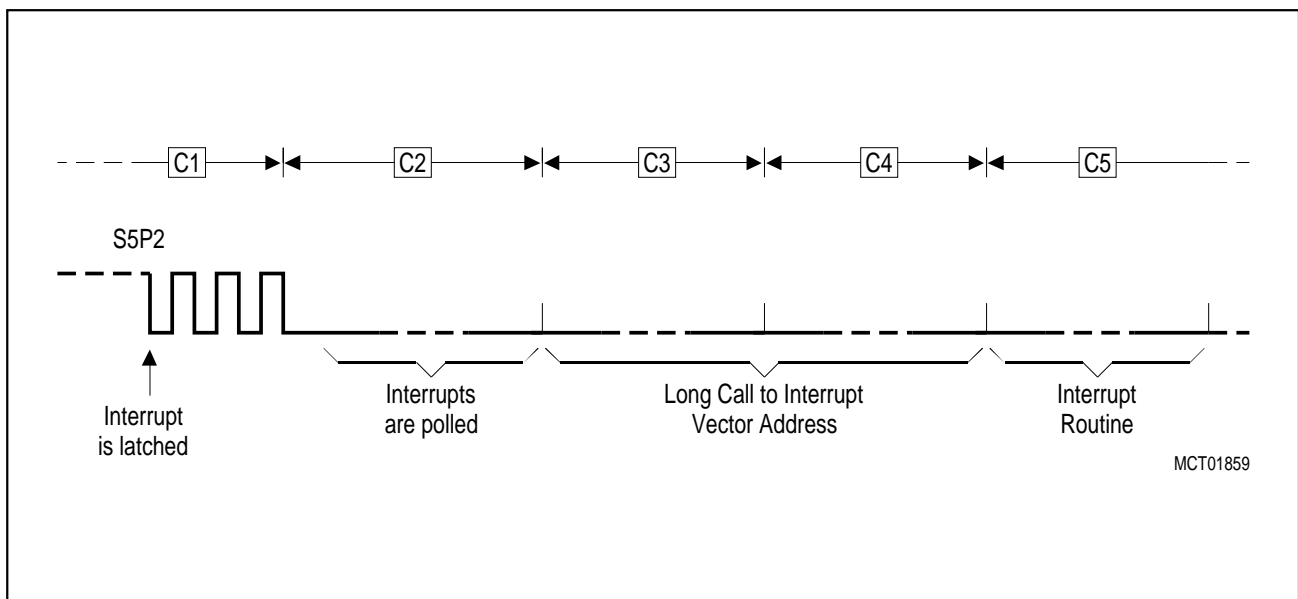 C1 C2 C3 C4 C5
S5P2
Interrupt
is latched
Interrupts
are polled
Long Call to Interrupt
Vector Address
Interrupt
Routine
MCT01859